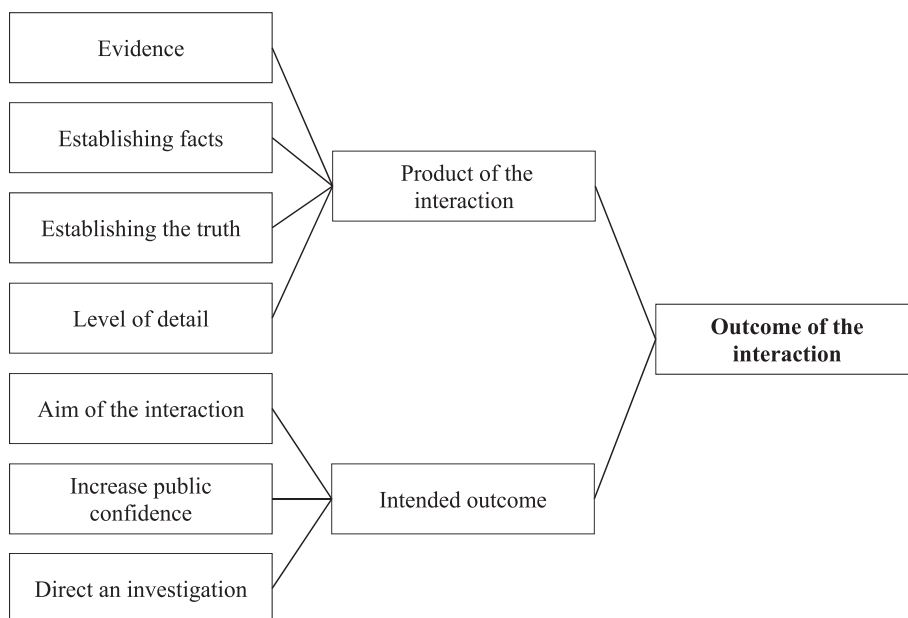 Evidence
Establishing facts
Establishing the truth
Level of detail
Aim of the interaction
Increase public
confidence
Direct an investigation
Product of the
interaction
Intended outcome
Outcome of the
interaction